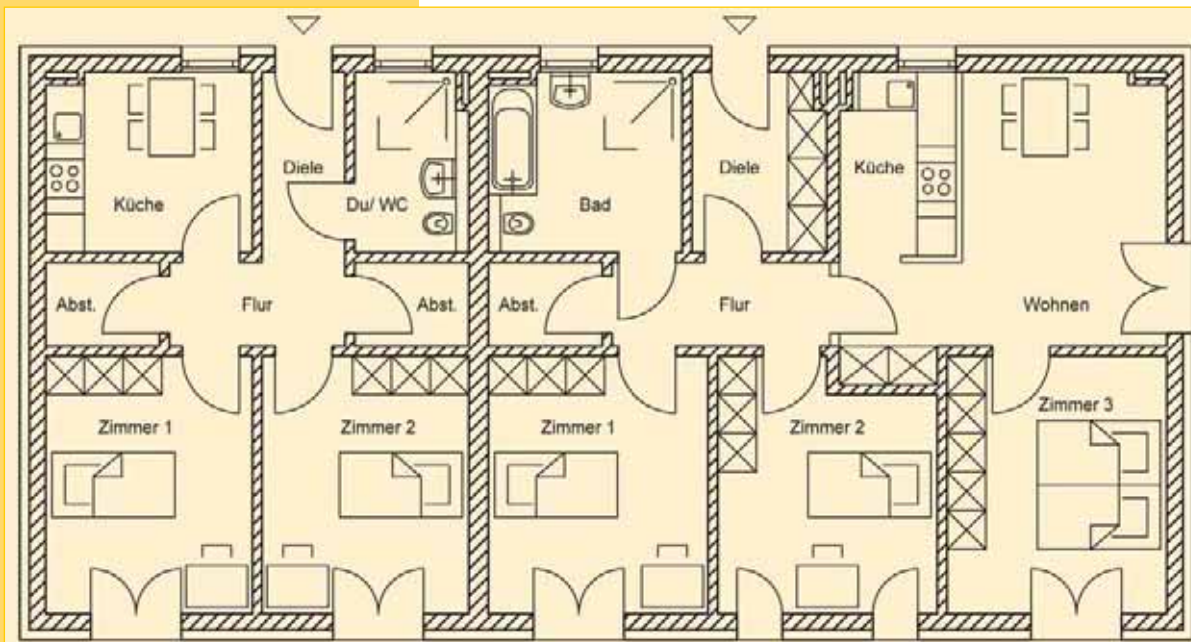 Diele
Diele
Küche
Küche
Du/ WC
Bad
Abst.
Flur
Abst.
Abst.
Flur
Wohnen
Zimmer 1
Zimmer 2
Zimmer 1
Zimmer 2
Zimmer 3